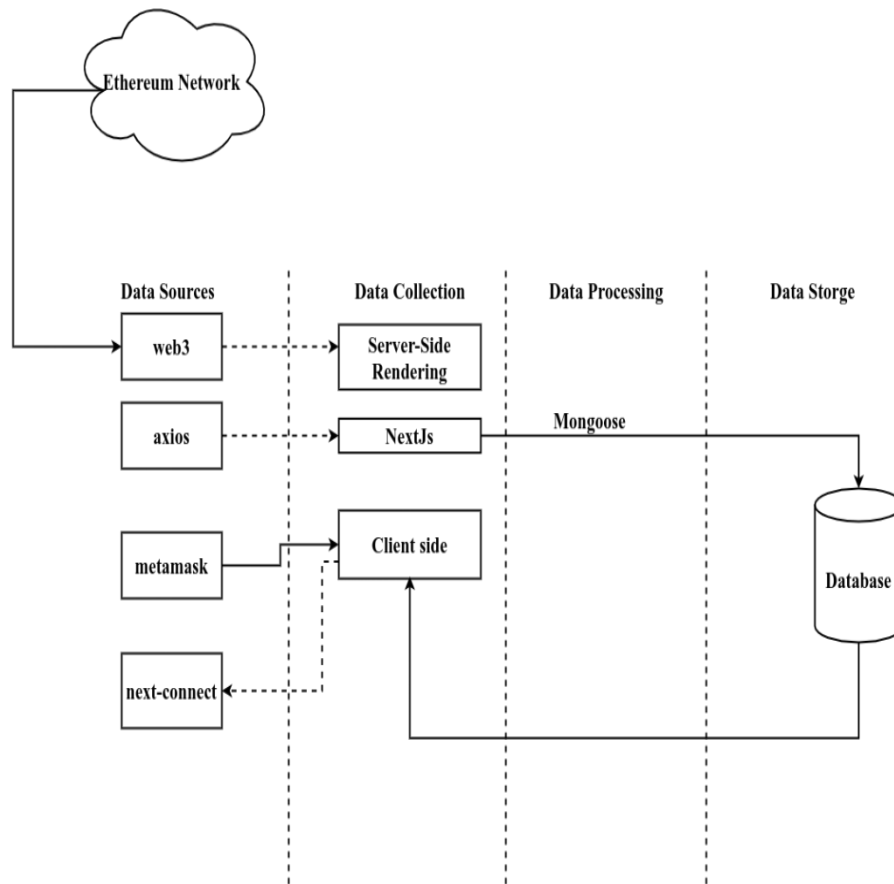 Ethereum Network
Data Sources
Data Collection
Data Processing
Data Storge
web3
Server-Side
Rendering
axios
NextJs
Mongoose
metamask
Client side
Database
next-connect